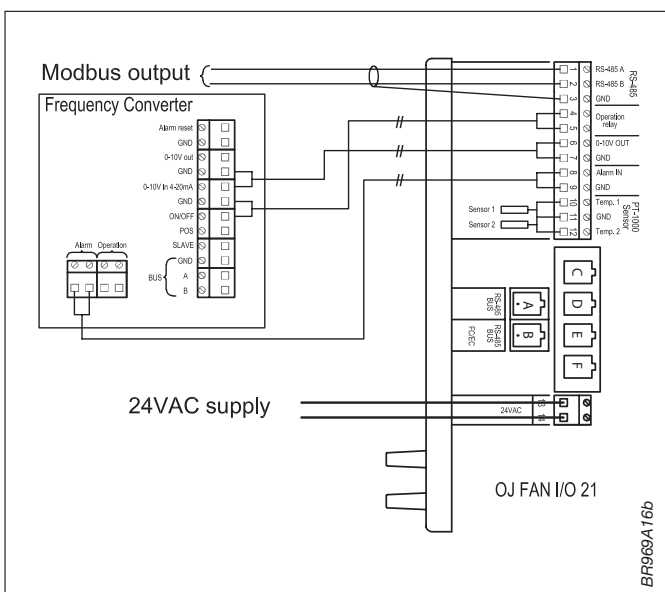 Modbus output
Frequency Converter
Alarm reset
GND
0-10V out
GND
0-10V In 4-20mA
GND
ON/OFF
POS
SLAVE
GND
A
B
BUS
Alarm Operation
1 RS-485 A
2 RS-485 B
3 GND
RS-485
4
5
Operation
relay
6 0-10V OUT
7 GND
8 Alarm IN
9 GND
10 Temp. 1
11 GND
12 Temp. 2
PT-1000
Sensor
Sensor 1
Sensor 2
RS-485
BUS
A
RS-485
BUS
FC/EC
B
C
D
E
F
24VAC supply
24VAC
13
14
OJ FAN I/O 21
BR969A16b